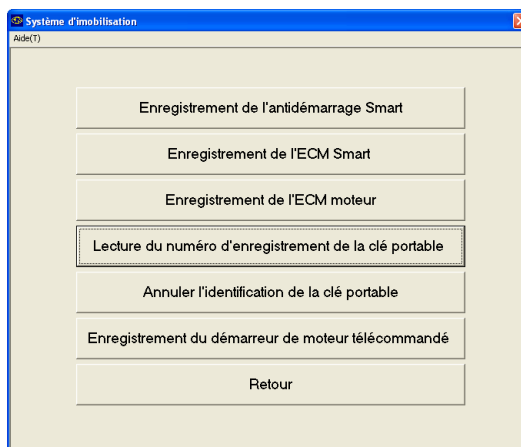 Système d'imobilisation
Aide(T)
Enregistrement de l'antidémarrage Smart
Enregistrement de l'ECM Smart
Enregistrement de l'ECM moteur
Lecture du numéro d'enregistrement de la clé portable
Annuler l'identification de la clé portable
Enregistrement du démarreur de moteur télécommandé
Retour